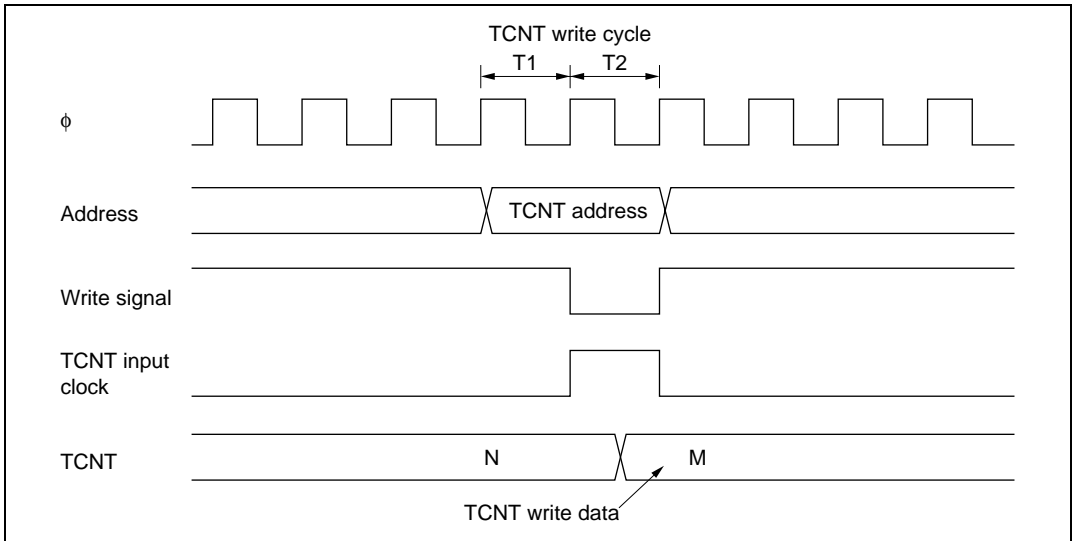 TCNT write cycle
T1 T2
ϕ
Address
TCNT address
Write signal
TCNT input
clock
TCNT
N
M
TCNT write data